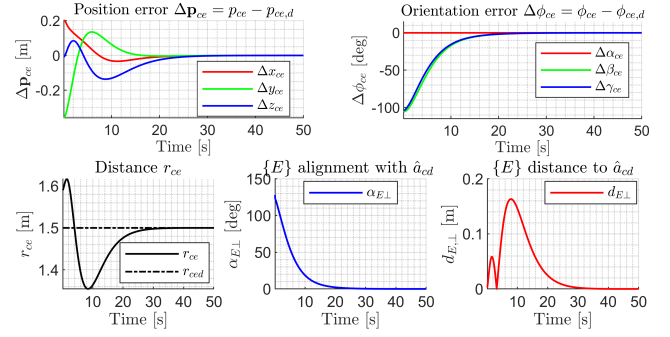 Position error Δp_ce = p_ce − p_ce,d
Δp_ce [m]
0.2
0
-0.2
10 20 30 40 50
Time [s]
Δx_ce
Δy_ce
Δz_ce
Orientation error Δϕ_ce = ϕ_ce − ϕ_ce,d
Δϕ_ce [deg]
0
-50
-100
10 20 30 40 50
Time [s]
Δα_ce
Δβ_ce
Δγ_ce
Distance r_ce
r_ce [m]
1.6
1.5
1.4
10 20 30 40 50
Time [s]
r_ce
r_ced
{E} alignment with â_cd
α_E⊥ [deg]
150
100
50
0
10 20 30 40 50
Time [s]
α_E⊥
{E} distance to â_cd
d_E,⊥ [m]
0.2
0.1
0
10 20 30 40 50
Time [s]
d_E⊥